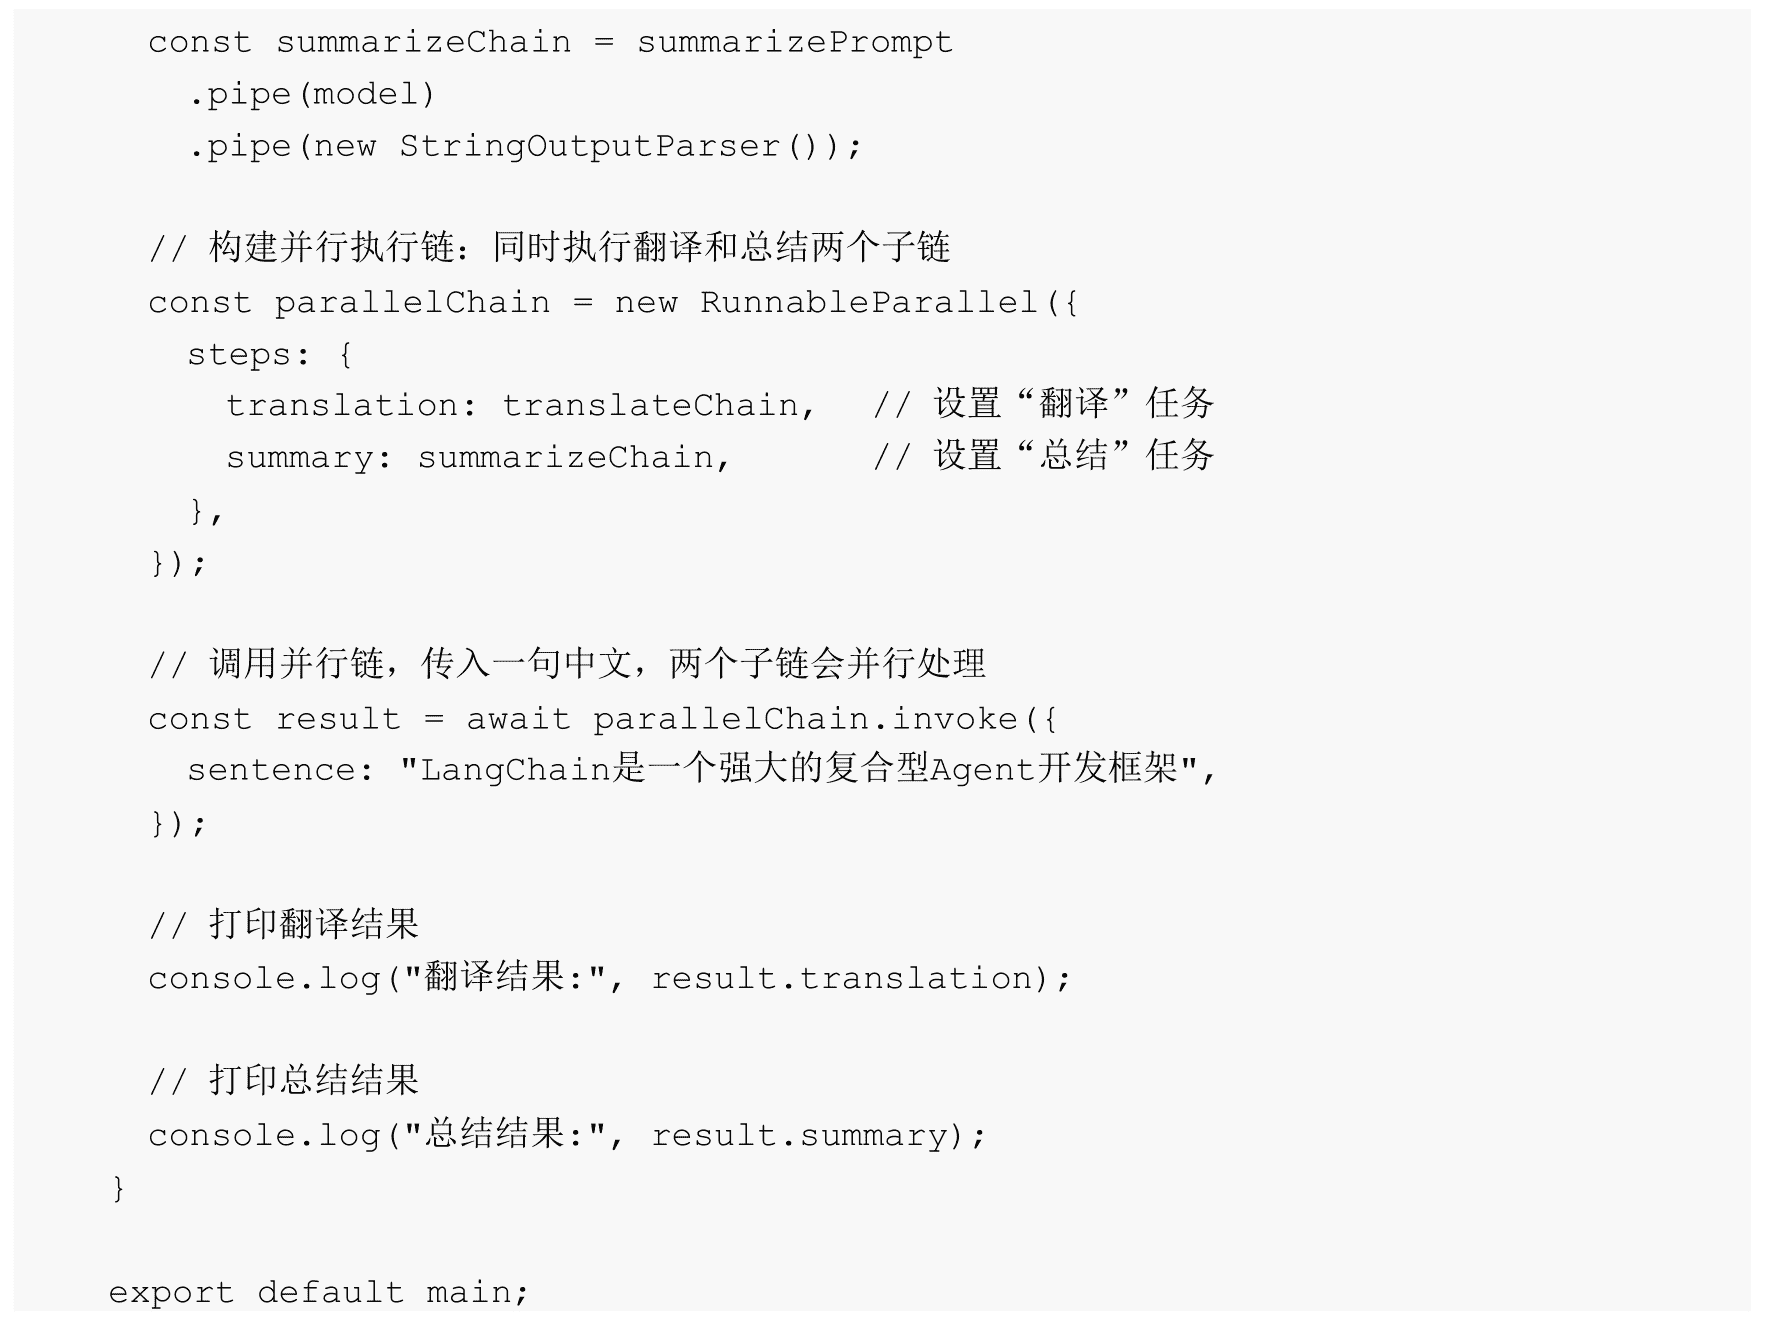 const summarizeChain = summarizePrompt
.pipe(model)
.pipe(new StringOutputParser());
// 构建并行执行链：同时执行翻译和总结两个子链
const parallelChain = new RunnableParallel({
steps: {
translation: translateChain, // 设置“翻译”任务
summary: summarizeChain, // 设置“总结”任务
},
});
// 调用并行链，传入一句中文，两个子链会并行处理
const result = await parallelChain.invoke({
sentence: "LangChain是一个强大的复合型Agent开发框架",
});
// 打印翻译结果
console.log("翻译结果:", result.translation);
// 打印总结结果
console.log("总结结果:", result.summary);
}
export default main;